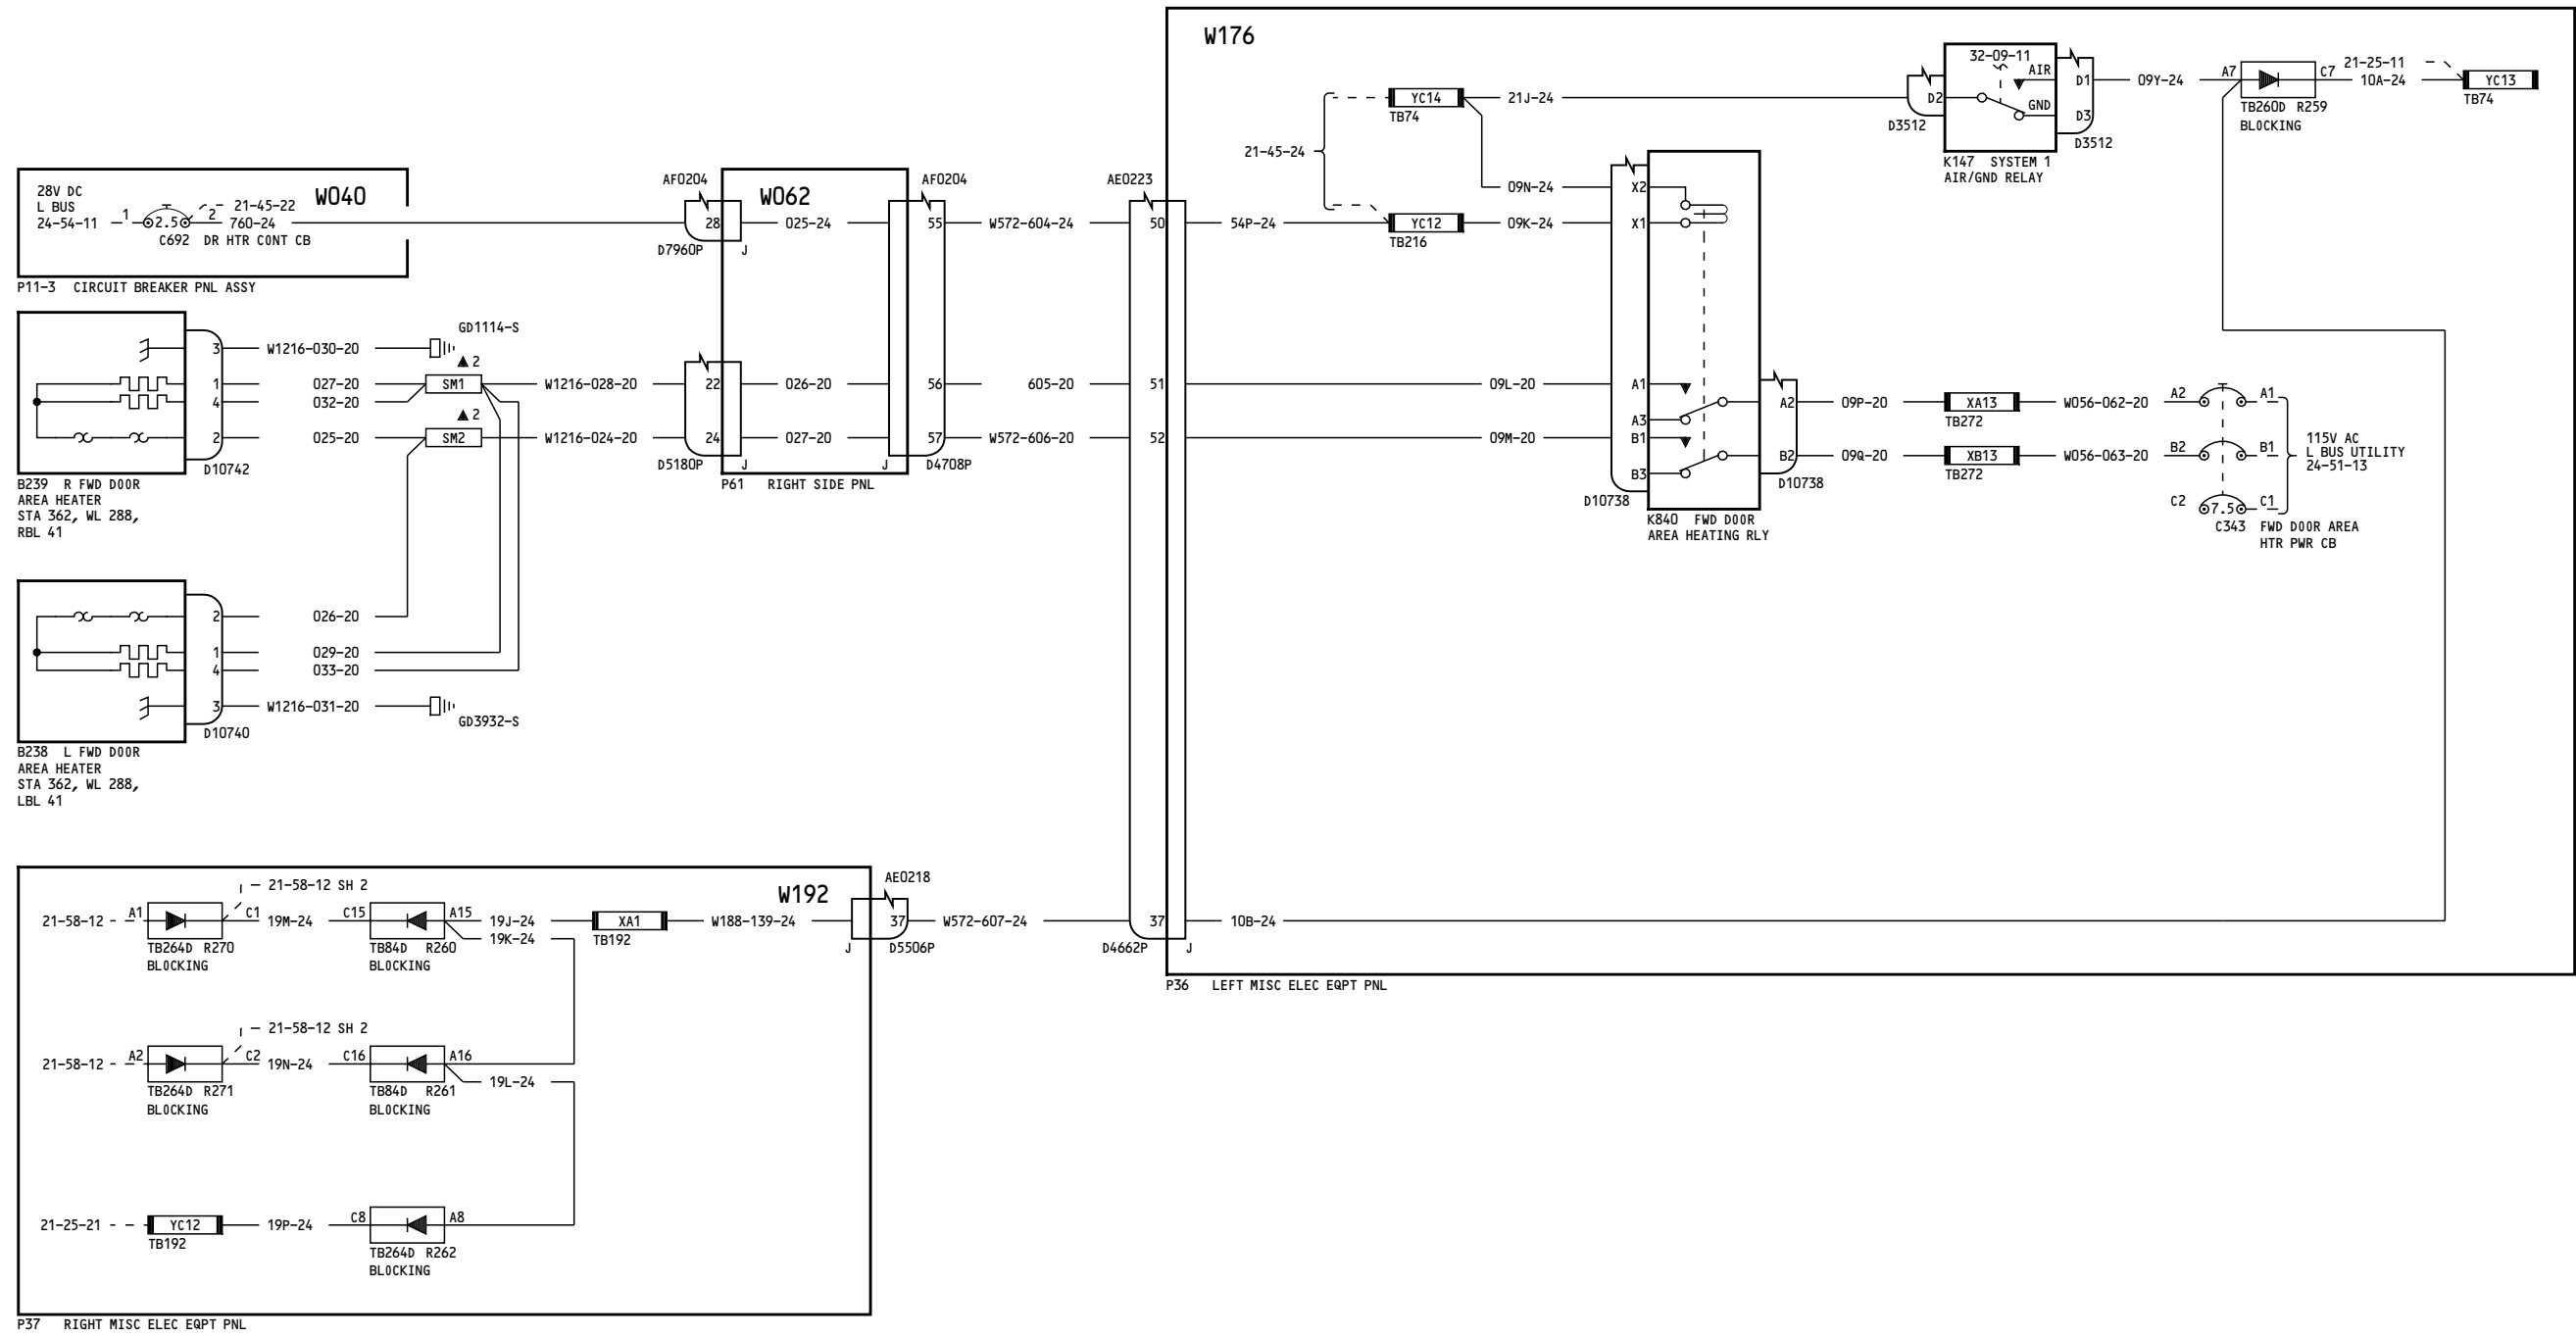 W040
28V DC
L BUS
24-54-11
1
2.5
2
21-45-22
760-24
C692 DR HTR CONT CB
P11-3 CIRCUIT BREAKER PNL ASSY
AF0204
28
D7960P
J
W062
025-24
AF0204
55
W572-604-24
AE0223
50
3
W1216-030-20
GD1114-S
1
027-20
4
032-20
2
SM1
W1216-028-20
22
026-20
56
605-20
51
2
025-20
2
SM2
W1216-024-20
24
027-20
57
W572-606-20
52
D10742
D5180P
J
J
D4708P
B239 R FWD DOOR
AREA HEATER
STA 362, WL 288,
RBL 41
P61 RIGHT SIDE PNL
2
026-20
1
029-20
4
033-20
3
W1216-031-20
GD3932-S
D10740
B238 L FWD DOOR
AREA HEATER
STA 362, WL 288,
LBL 41
W176
21-45-24
YC14
TB74
21J-24
09N-24
54P-24
YC12
TB216
09K-24
D2
D3512
32-09-11
AIR
GND
D1
D3
D3512
K147 SYSTEM 1
AIR/GND RELAY
09Y-24
A7
C7
TB260D R259
BLOCKING
21-25-11
10A-24
YC13
TB74
X2
X1
09L-20
A1
A3
09M-20
B1
B3
D10738
K840 FWD DOOR
AREA HEATING RLY
A2
B2
D10738
09P-20
XA13
TB272
W056-062-20
A2
A1
09Q-20
XB13
TB272
W056-063-20
B2
B1
C2
7.5
C1
115V AC
L BUS UTILITY
24-51-13
C343 FWD DOOR AREA
HTR PWR CB
W192
21-58-12
A1
C1
21-58-12 SH 2
TB264D R270
BLOCKING
19M-24
C15
A15
TB84D R260
BLOCKING
19J-24
19K-24
XA1
TB192
W188-139-24
AE0218
37
J
D5506P
W572-607-24
37
D4662P
J
10B-24
P36 LEFT MISC ELEC EQPT PNL
21-58-12
A2
C2
21-58-12 SH 2
TB264D R271
BLOCKING
19N-24
C16
A16
TB84D R261
BLOCKING
19L-24
21-25-21
YC12
TB192
19P-24
C8
A8
TB264D R262
BLOCKING
P37 RIGHT MISC ELEC EQPT PNL